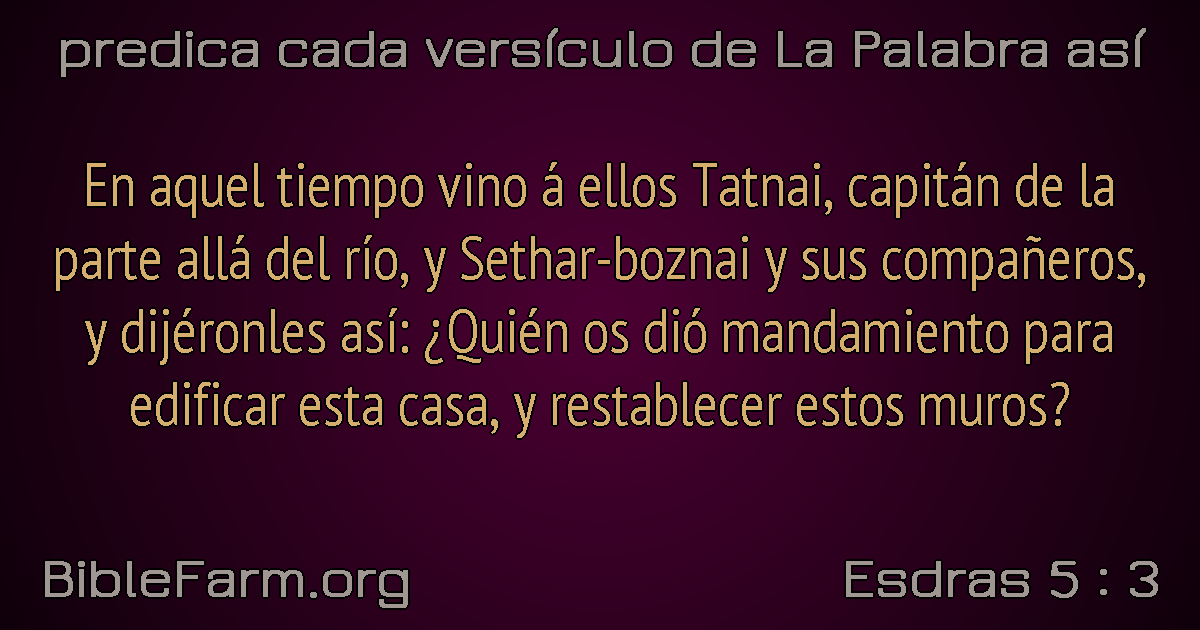 predica cada versículo de La Palabra así
En aquel tiempo vino á ellos Tatnai, capitán de la
parte allá del río, y Sethar-boznai y sus compañeros,
y dijéronles así: ¿Quién os dió mandamiento para
edificar esta casa, y restablecer estos muros?
BibleFarm.org
Esdras 5 : 3